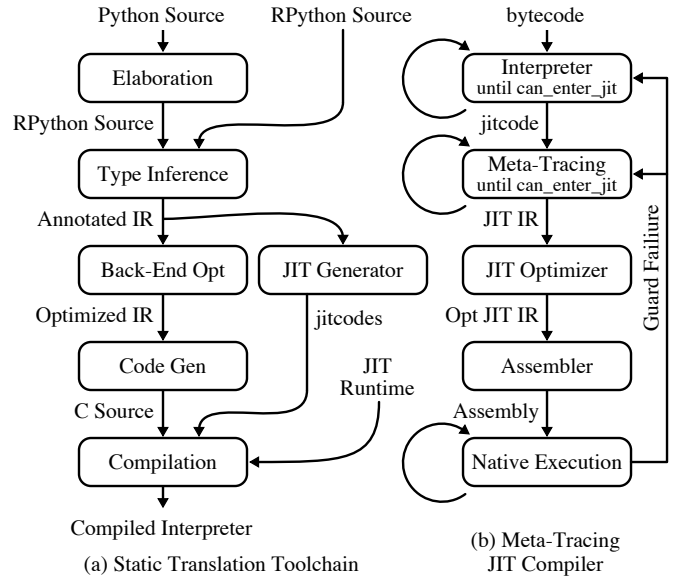 Python Source
RPython Source
Elaboration
RPython Source
Type Inference
Annotated IR
Back-End Opt
JIT Generator
Optimized IR
jitcodes
Code Gen
JIT
Runtime
C Source
Compilation
Compiled Interpreter
(a) Static Translation Toolchain
bytecode
Interpreter
until can_enter_jit
jitcode
Meta-Tracing
until can_enter_jit
JIT IR
JIT Optimizer
Guard Failiure
Opt JIT IR
Assembler
Assembly
Native Execution
(b) Meta-Tracing
JIT Compiler